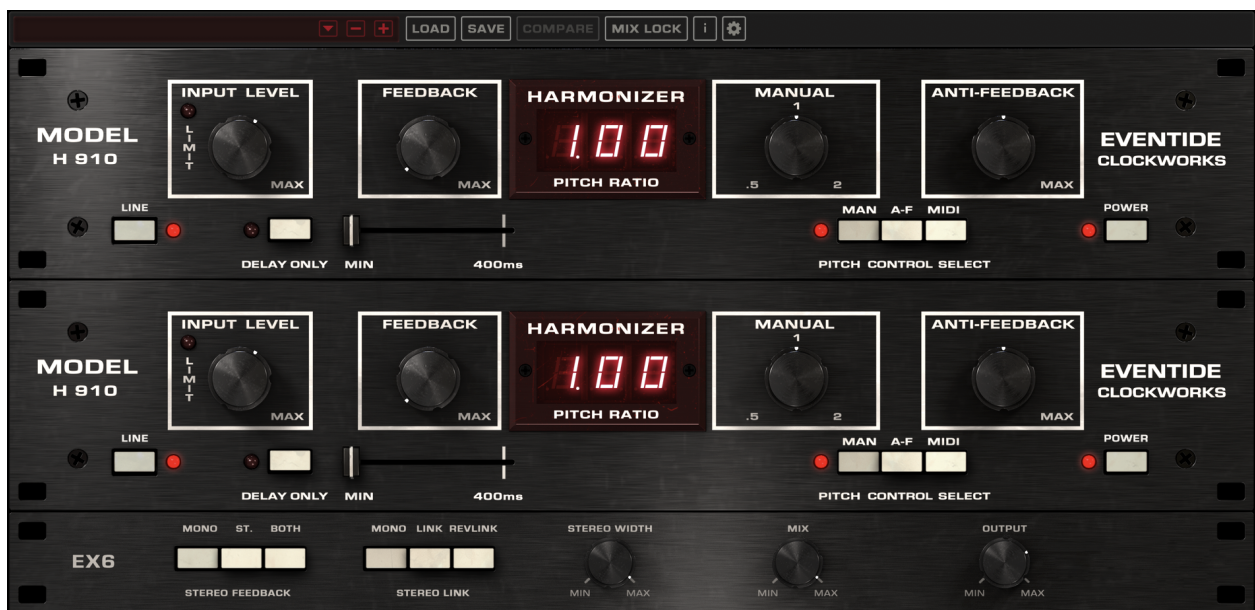 LOAD SAVE COMPARE MIX LOCK i
INPUT LEVEL FEEDBACK HARMONIZER MANUAL ANTI-FEEDBACK
1
LIMIT
MODEL
H 910
1.00
EVENTIDE
CLOCKWORKS
MAX MAX PITCH RATIO .5 2 MAX
LINE MAN A-F MIDI POWER
DELAY ONLY MIN 400ms PITCH CONTROL SELECT
INPUT LEVEL FEEDBACK HARMONIZER MANUAL ANTI-FEEDBACK
1
LIMIT
MODEL
H 910
1.00
EVENTIDE
CLOCKWORKS
MAX MAX PITCH RATIO .5 2 MAX
LINE MAN A-F MIDI POWER
DELAY ONLY MIN 400ms PITCH CONTROL SELECT
MONO ST. BOTH MONO LINK REVLINK STEREO WIDTH MIX OUTPUT
EX6
STEREO FEEDBACK STEREO LINK MIN MAX MIN MAX MIN MAX